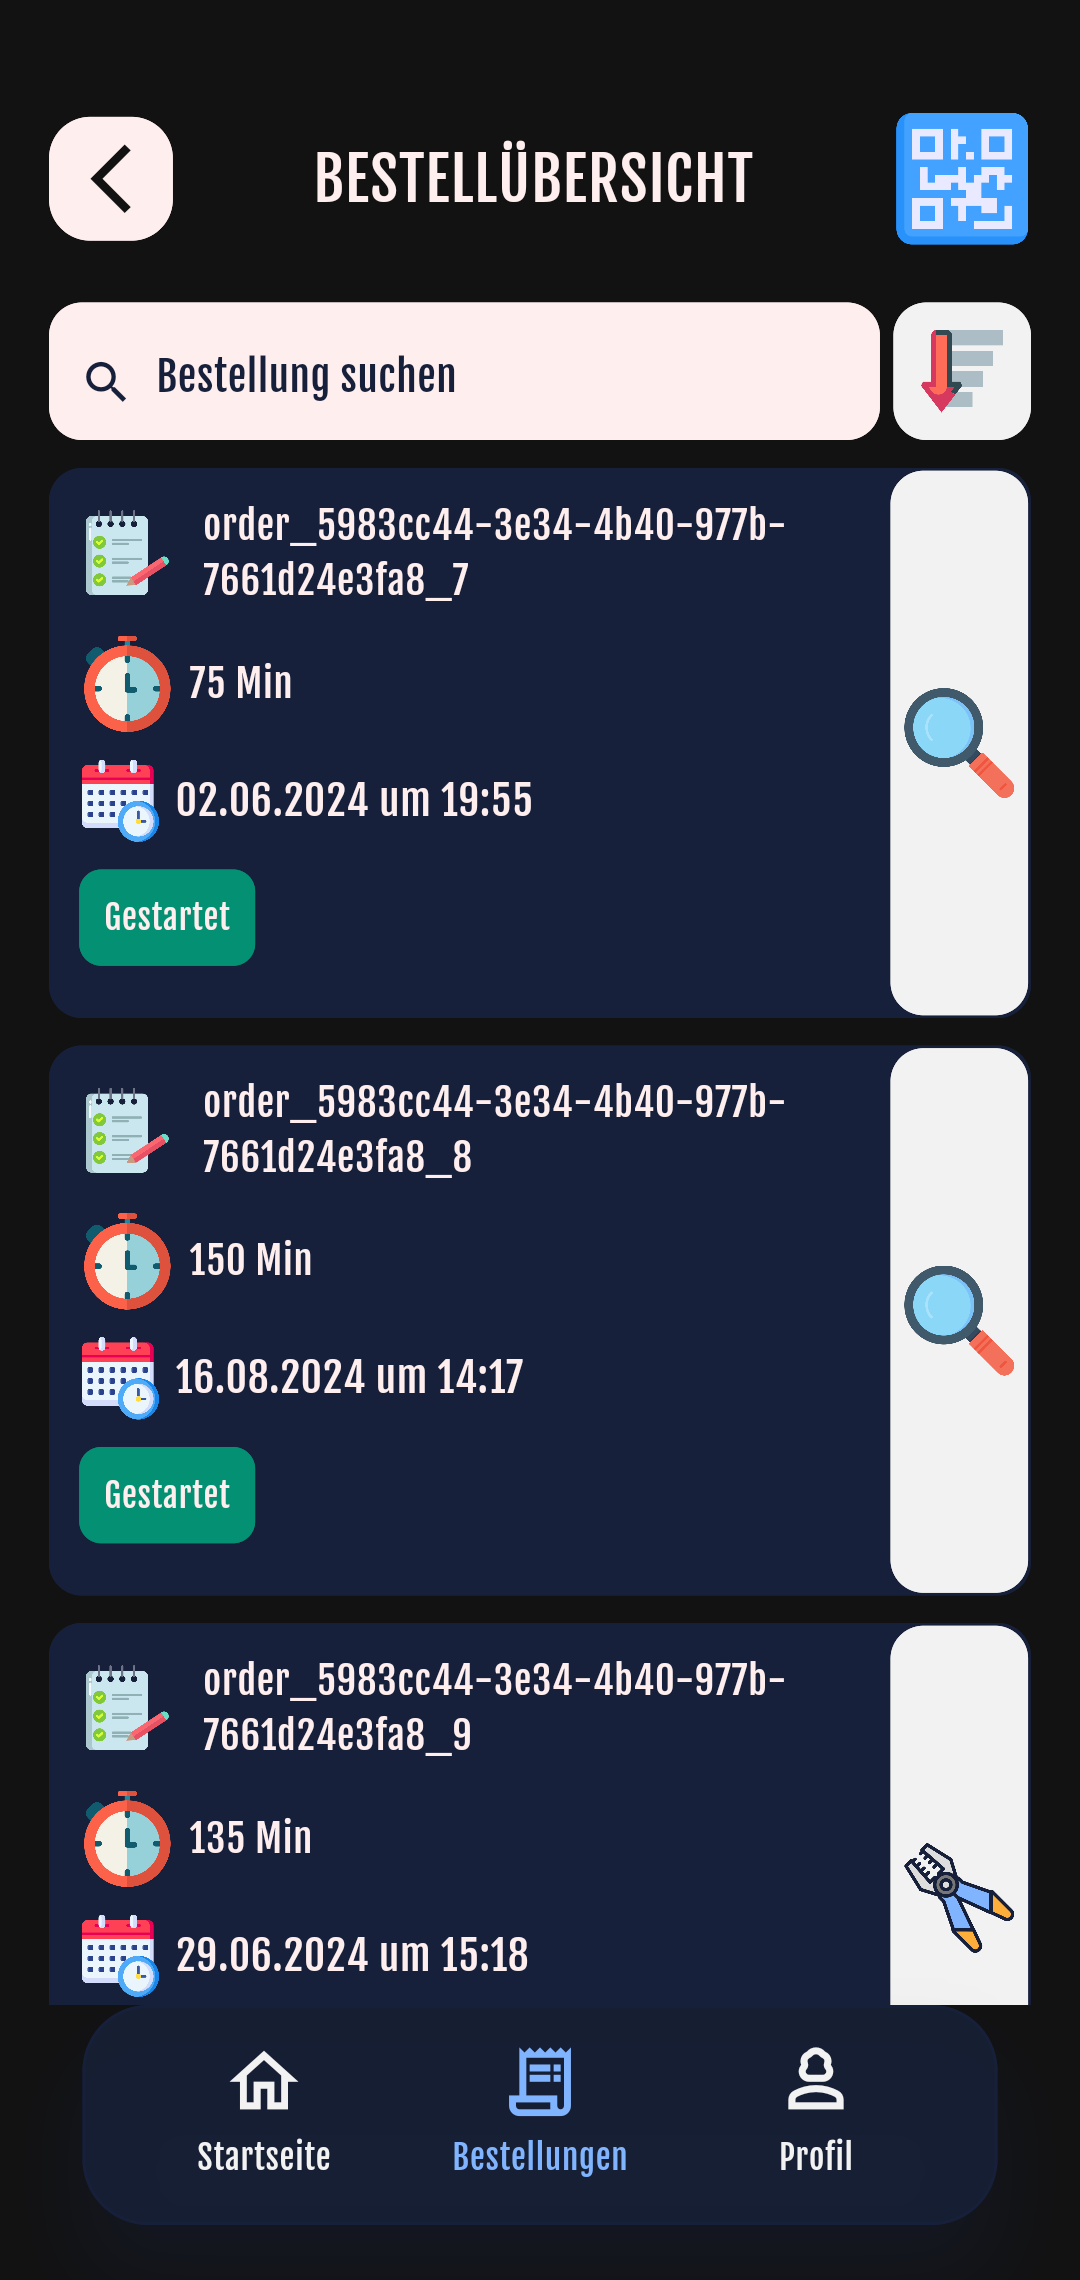 BESTELLÜBERSICHT
Bestellung suchen
order_5983cc44-3e34-4b40-977b-
7661d24e3fa8_7
75 Min
02.06.2024 um 19:55
Gestartet
order_5983cc44-3e34-4b40-977b-
7661d24e3fa8_8
150 Min
16.08.2024 um 14:17
Gestartet
order_5983cc44-3e34-4b40-977b-
7661d24e3fa8_9
135 Min
29.06.2024 um 15:18
Startseite
Bestellungen
Profil